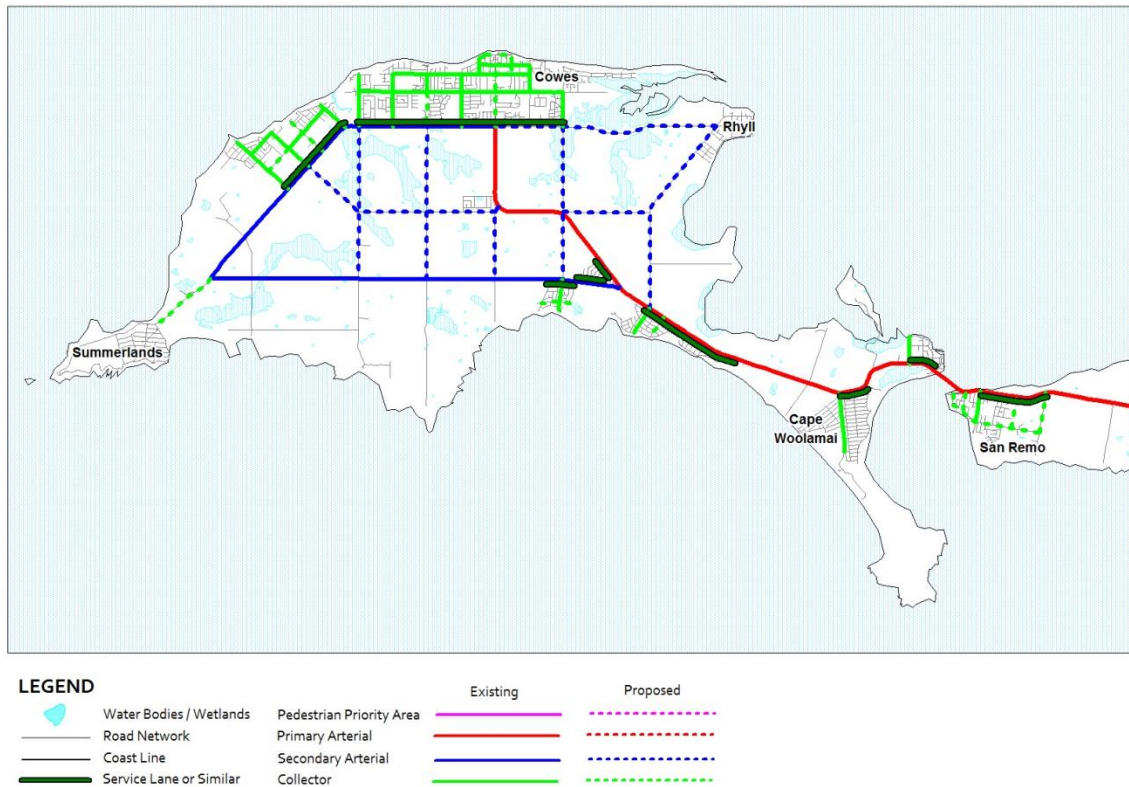 Cowes
Rhyll
Summerlands
Cape
Woolamai
San Remo
LEGEND
Existing
Proposed
Water Bodies / Wetlands
Pedestrian Priority Area
Road Network
Primary Arterial
Coast Line
Secondary Arterial
Service Lane or Similar
Collector